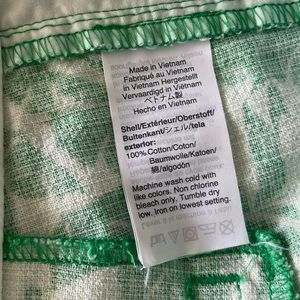 Made in Vietnam
Fabriqué au Vietnam
in Vietnam Hergestellt
Vervaardigd in Vietnam
ベトナム製
Hecho en Vietnam
Shell/Extérieur/Oberstoff/
Buitenkant/シェル/tela
exterior:
100% Cotton/Coton/
Baumwolle/Katoen/
綿/algodón
Machine wash cold with
like colors. Non chlorine
bleach only. Tumble dry
low. Iron on lowest setting.